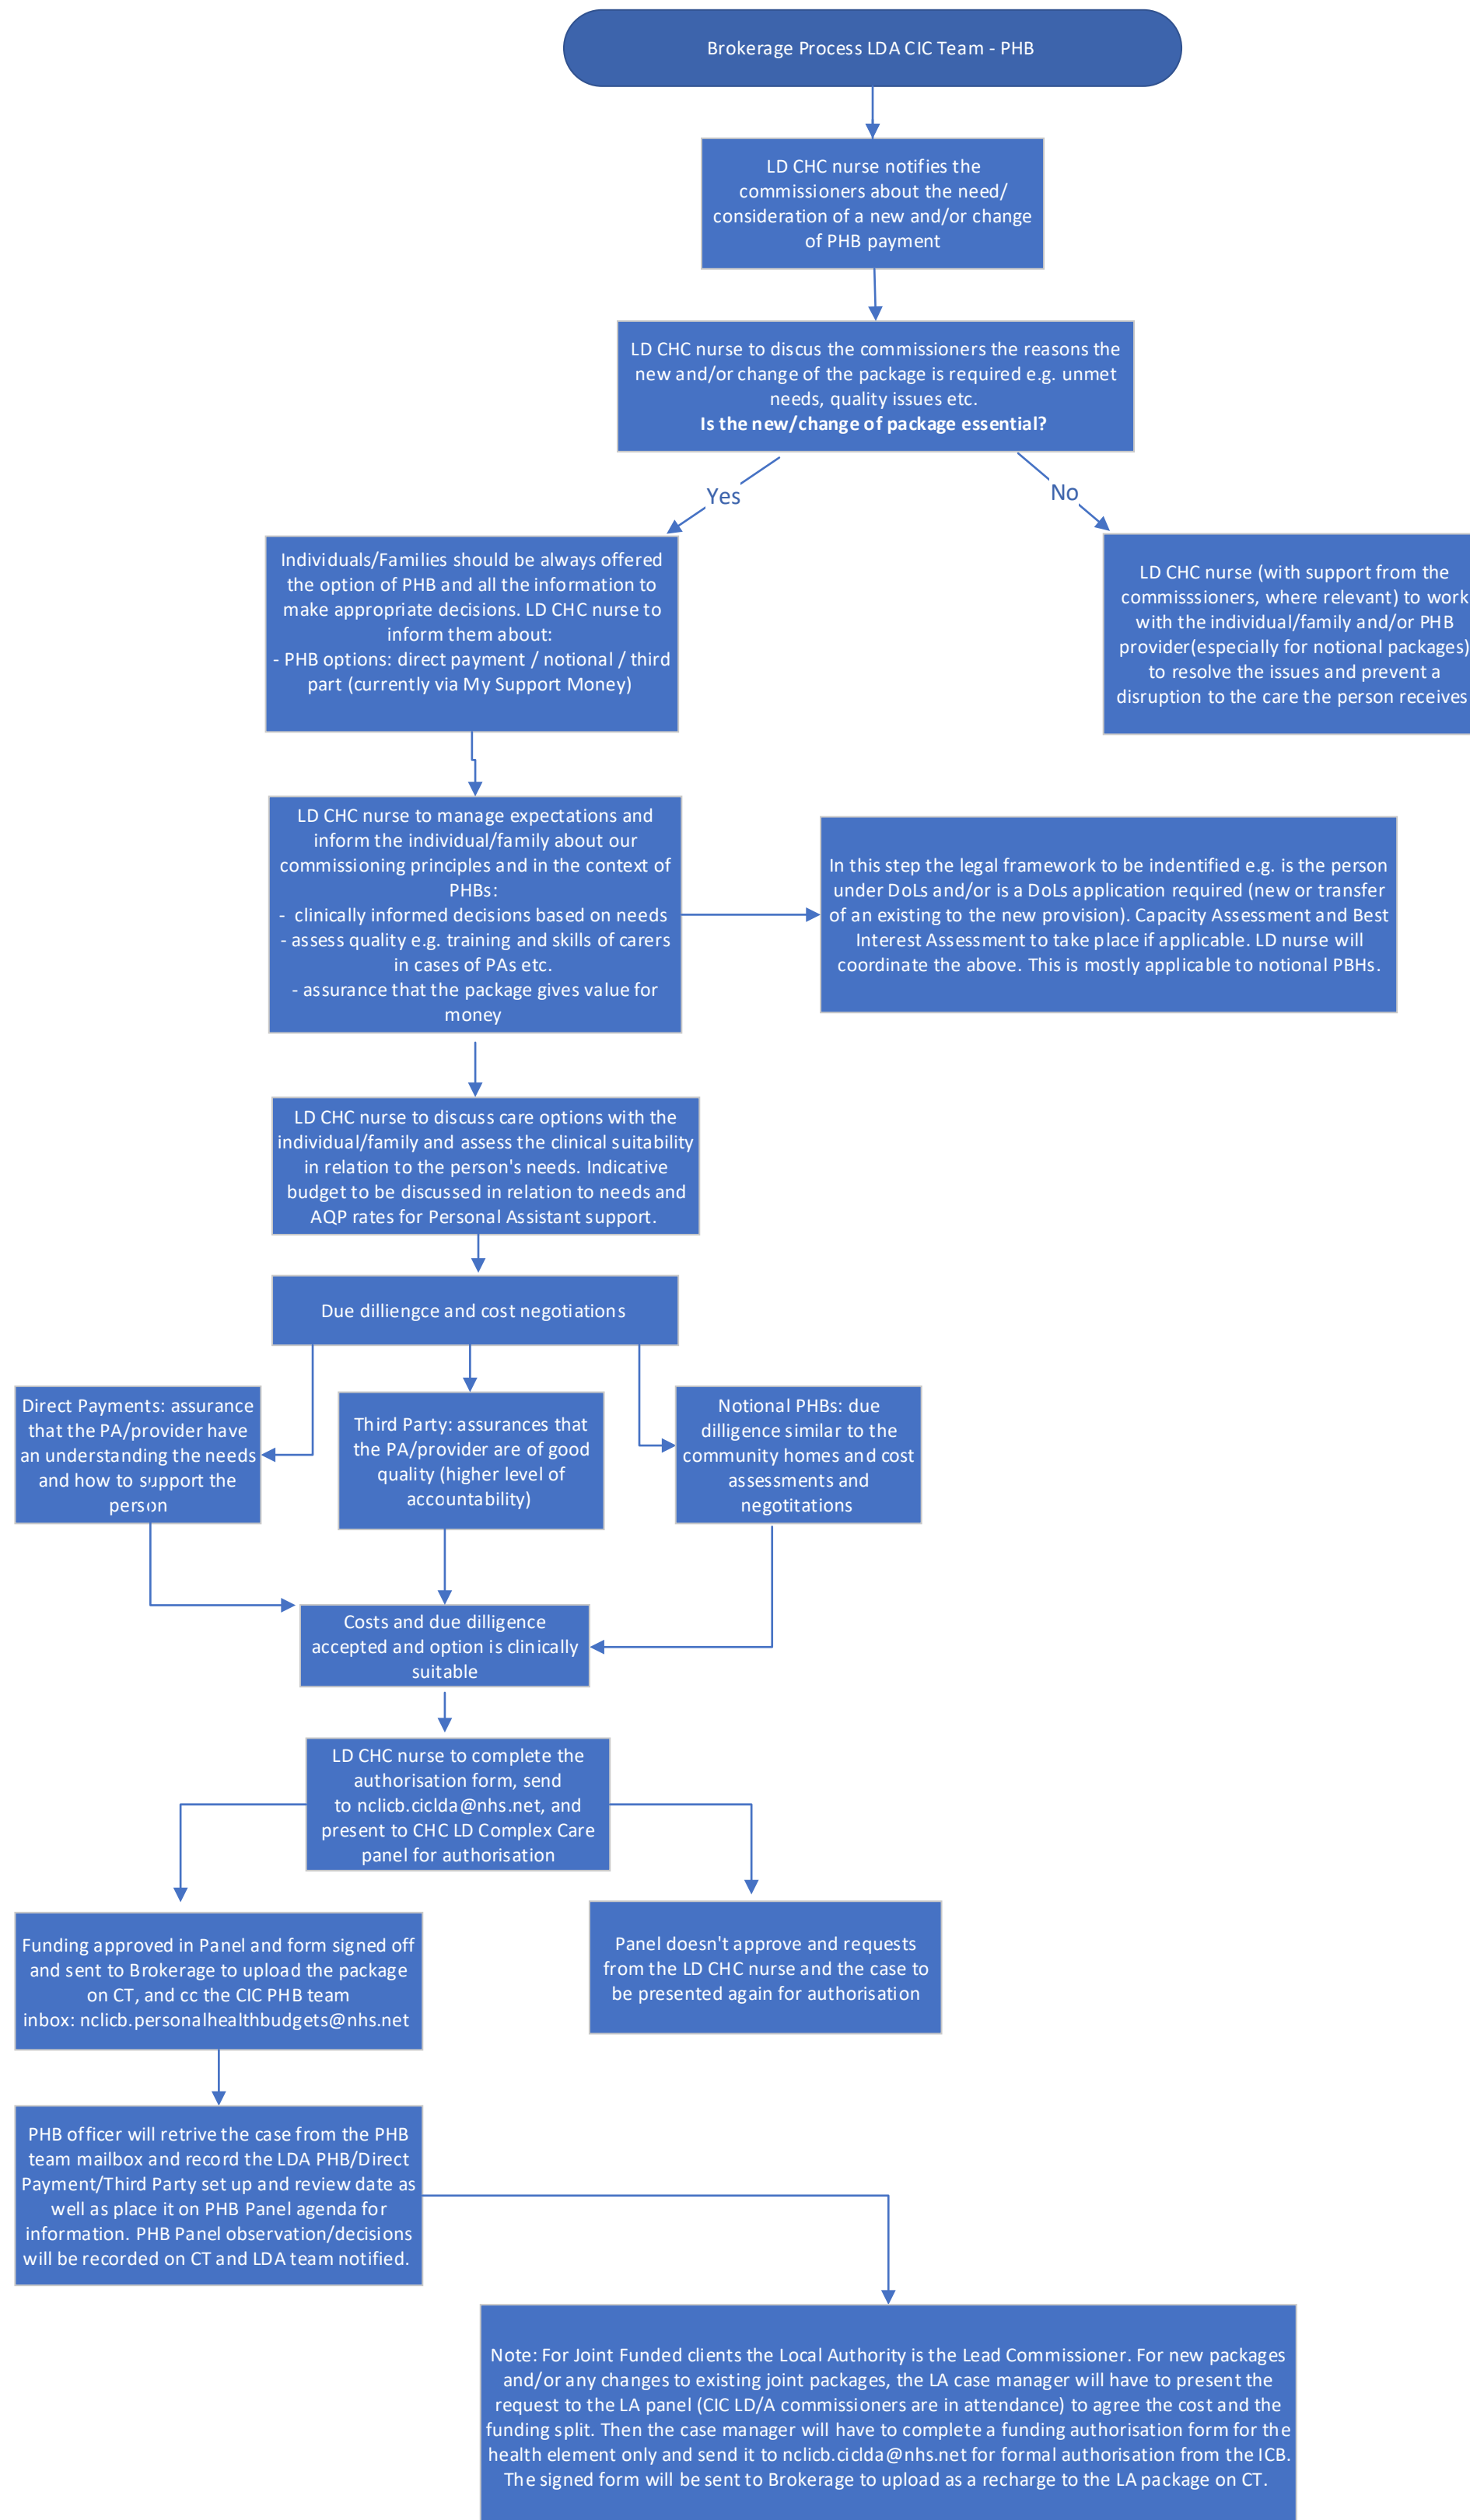 Brokerage Process LDA CIC Team - PHB
LD CHC nurse notifies the
commissioners about the need/
consideration of a new and/or change
of PHB payment
LD CHC nurse to discus the commissioners the reasons the
new and/or change of the package is required e.g. unmet
needs, quality issues etc.
Is the new/change of package essential?
Yes
No
Individuals/Families should be always offered
the option of PHB and all the information to
make appropriate decisions. LD CHC nurse to
inform them about:
- PHB options: direct payment / notional / third
part (currently via My Support Money)
LD CHC nurse (with support from the
commisssioners, where relevant) to work
with the individual/family and/or PHB
provider(especially for notional packages)
to resolve the issues and prevent a
disruption to the care the person receives
LD CHC nurse to manage expectations and
inform the individual/family about our
commissioning principles and in the context of
PHBs:
- clinically informed decisions based on needs
- assess quality e.g. training and skills of carers
in cases of PAs etc.
- assurance that the package gives value for
money
In this step the legal framework to be indentified e.g. is the person
under DoLs and/or is a DoLs application required (new or transfer
of an existing to the new provision). Capacity Assessment and Best
Interest Assessment to take place if applicable. LD nurse will
coordinate the above. This is mostly applicable to notional PBHs.
LD CHC nurse to discuss care options with the
individual/family and assess the clinical suitability
in relation to the person's needs. Indicative
budget to be discussed in relation to needs and
AQP rates for Personal Assistant support.
Due dilliengce and cost negotiations
Direct Payments: assurance
that the PA/provider have
an understanding the needs
and how to support the
person
Third Party: assurances that
the PA/provider are of good
quality (higher level of
accountability)
Notional PHBs: due
dilligence similar to the
community homes and cost
assessments and
negotitations
Costs and due dilligence
accepted and option is clinically
suitable
LD CHC nurse to complete the
authorisation form, send
to nclicb.ciclda@nhs.net, and
present to CHC LD Complex Care
panel for authorisation
Funding approved in Panel and form signed off
and sent to Brokerage to upload the package
on CT, and cc the CIC PHB team
inbox: nclicb.personalhealthbudgets@nhs.net
Panel doesn't approve and requests
from the LD CHC nurse and the case to
be presented again for authorisation
PHB officer will retrive the case from the PHB
team mailbox and record the LDA PHB/Direct
Payment/Third Party set up and review date as
well as place it on PHB Panel agenda for
information. PHB Panel observation/decisions
will be recorded on CT and LDA team notified.
Note: For Joint Funded clients the Local Authority is the Lead Commissioner. For new packages
and/or any changes to existing joint packages, the LA case manager will have to present the
request to the LA panel (CIC LD/A commissioners are in attendance) to agree the cost and the
funding split. Then the case manager will have to complete a funding authorisation form for the
health element only and send it to nclicb.ciclda@nhs.net for formal authorisation from the ICB.
The signed form will be sent to Brokerage to upload as a recharge to the LA package on CT.